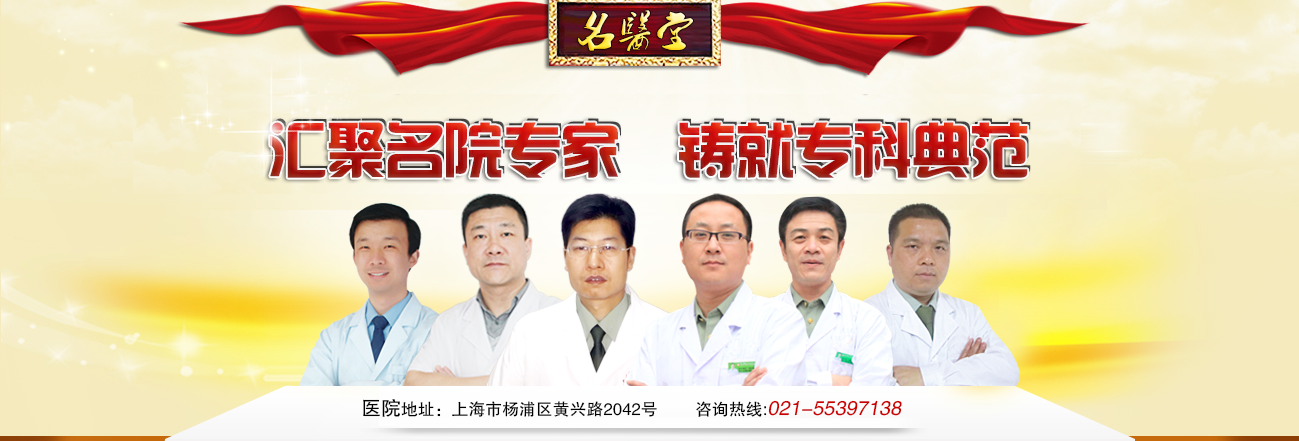 名醫堂
汇聚名院专家 铸就专科典范
医院地址：上海市杨浦区黄兴路2042号 咨询热线:021-55397138